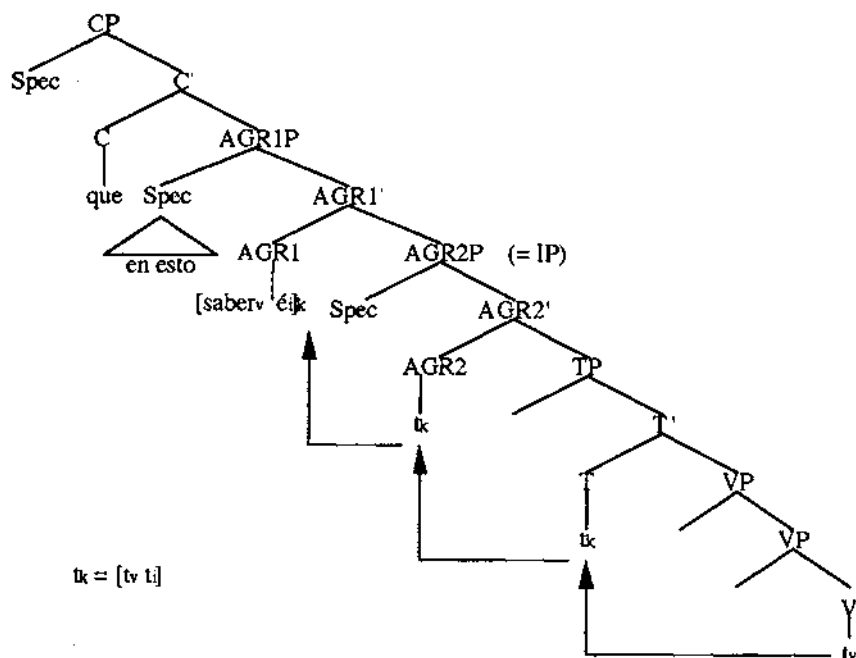 CP
Spec C'
C AGR1P
que Spec AGR1'
en esto AGR1 AGR2P (= IP)
[saberv éi]k Spec AGR2'
AGR2 TP
tk T'
T VP
tk VP
tk = [tv ti]
V
tv